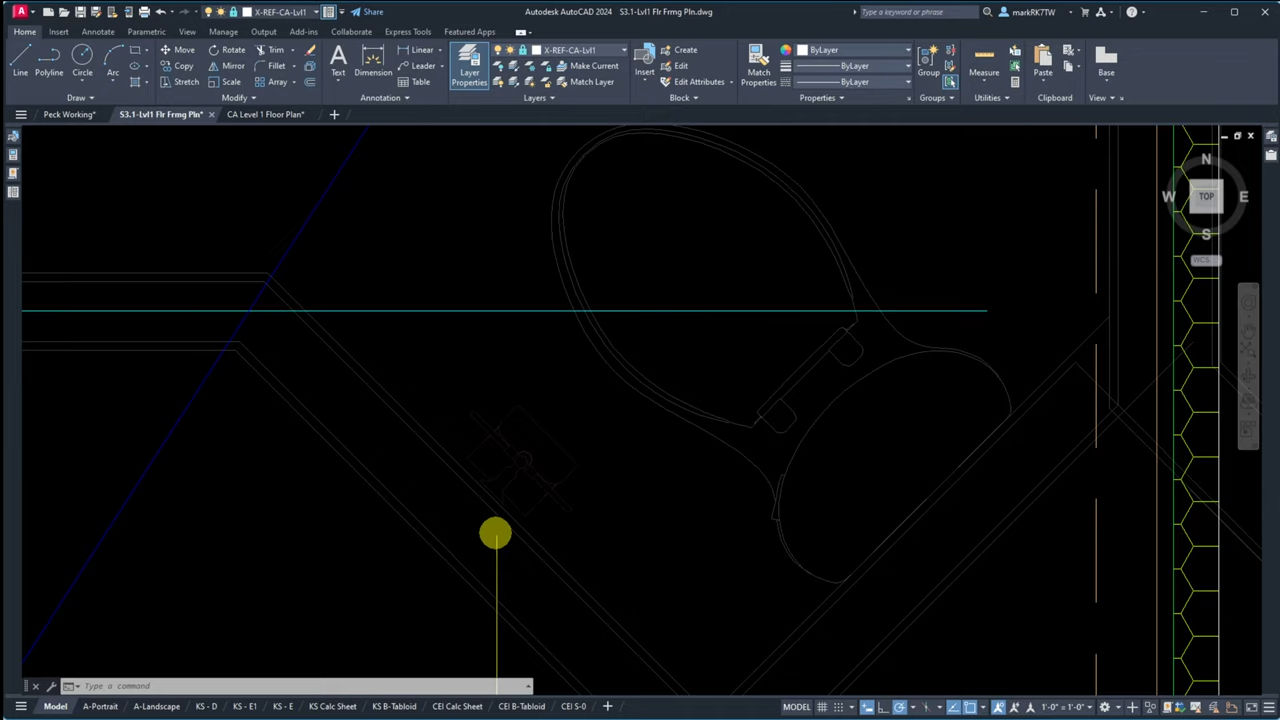 Share
Autodesk AutoCAD 2024 S3.1-Lvl1 Flr Frmg Pln.dwg
Type a keyword or phrase
markRK7TW
X-REF-CA-Lvl1
Home Insert Annotate Parametric View Manage Output Add-ins Collaborate Express Tools Featured Apps
Line Polyline Circle Arc
Move Rotate Trim
Copy Mirror Fillet
Stretch Scale Array
Text Dimension
Linear
Leader
Table
Layer Properties
X-REF-CA-Lvl1
Make Current
Match Layer
Insert
Create
Edit
Edit Attributes
Match Properties
ByLayer
ByLayer
ByLayer
Group
Measure
Paste
Base
Draw Modify Annotation Layers Block Properties Groups Utilities Clipboard View
Peck Working* S3.1-Lvl1 Flr Frmg Pln* CA Level 1 Floor Plan*
N
W TOP E
S
WCS
Type a command
Model A-Portrait A-Landscape KS - D KS - E1 KS - E KS Calc Sheet KS B-Tabloid CEI Calc Sheet CEI B-Tabloid CEI S-0
MODEL 1'-0" = 1'-0"